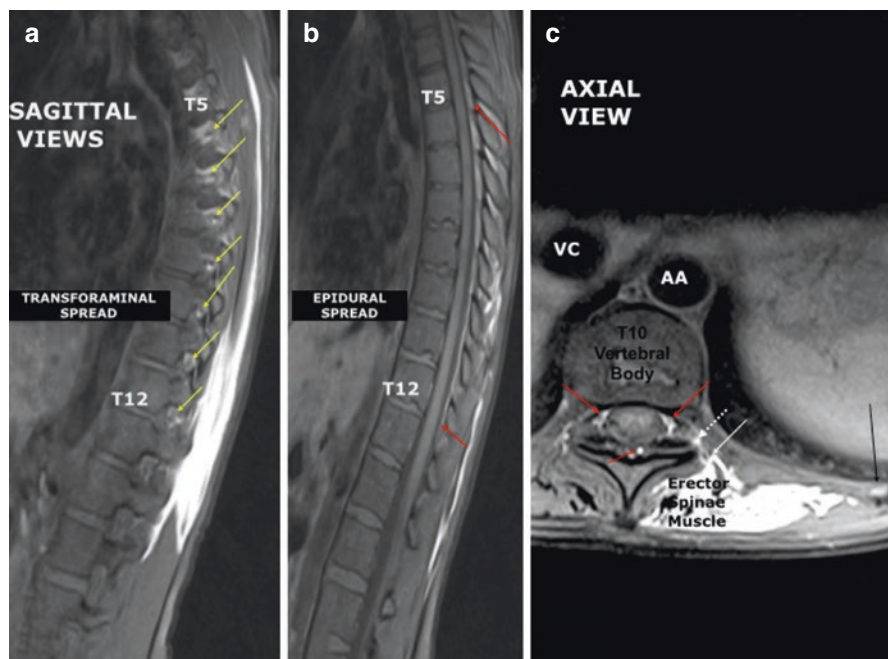 a
SAGITTAL
VIEWS
T5
TRANSFORAMINAL
SPREAD
T12
b
T5
EPIDURAL
SPREAD
T12
c
AXIAL
VIEW
VC
AA
T10
Vertebral
Body
Erector
Spinae
Muscle